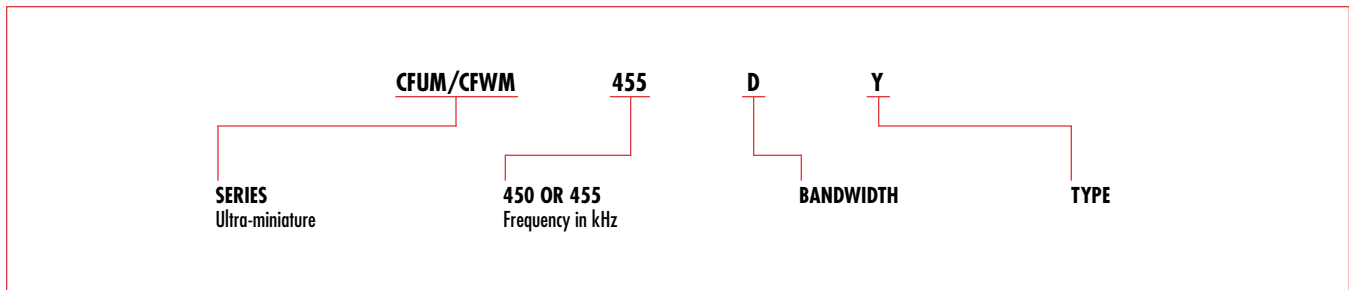 CFUM/CFWM 455 D Y
SERIES 450 OR 455 BANDWIDTH TYPE
Ultra-miniature Frequency in kHz